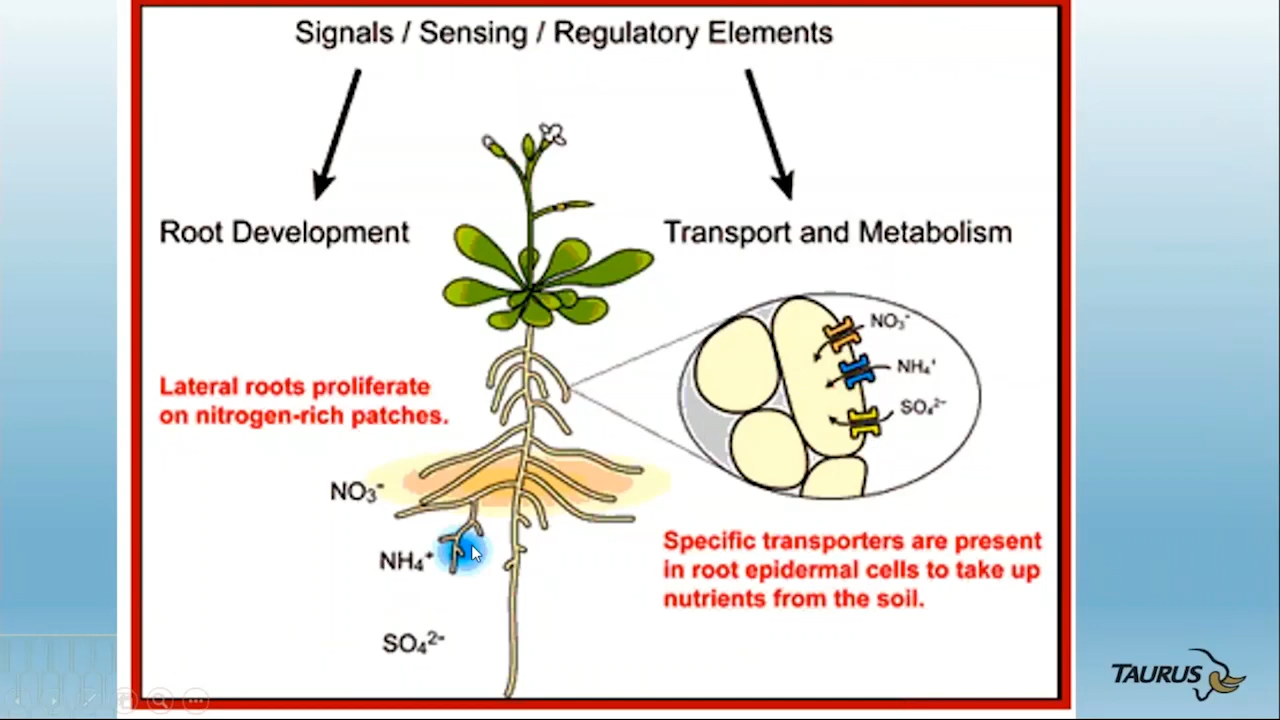 Signals / Sensing / Regulatory Elements
Root Development
Transport and Metabolism
NO₃⁻
NH₄⁺
SO₄²⁻
Lateral roots proliferate
on nitrogen-rich patches.
NO₃⁻
NH₄⁺
SO₄²⁻
Specific transporters are present
in root epidermal cells to take up
nutrients from the soil.
TAURUS